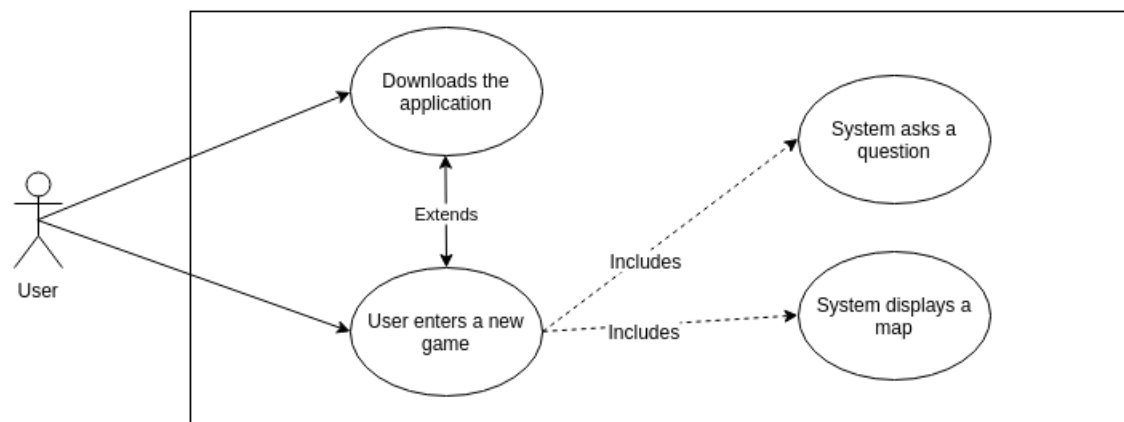 Downloads the
application
System asks a
question
Extends
Includes
User
User enters a new
game
Includes
System displays a
map